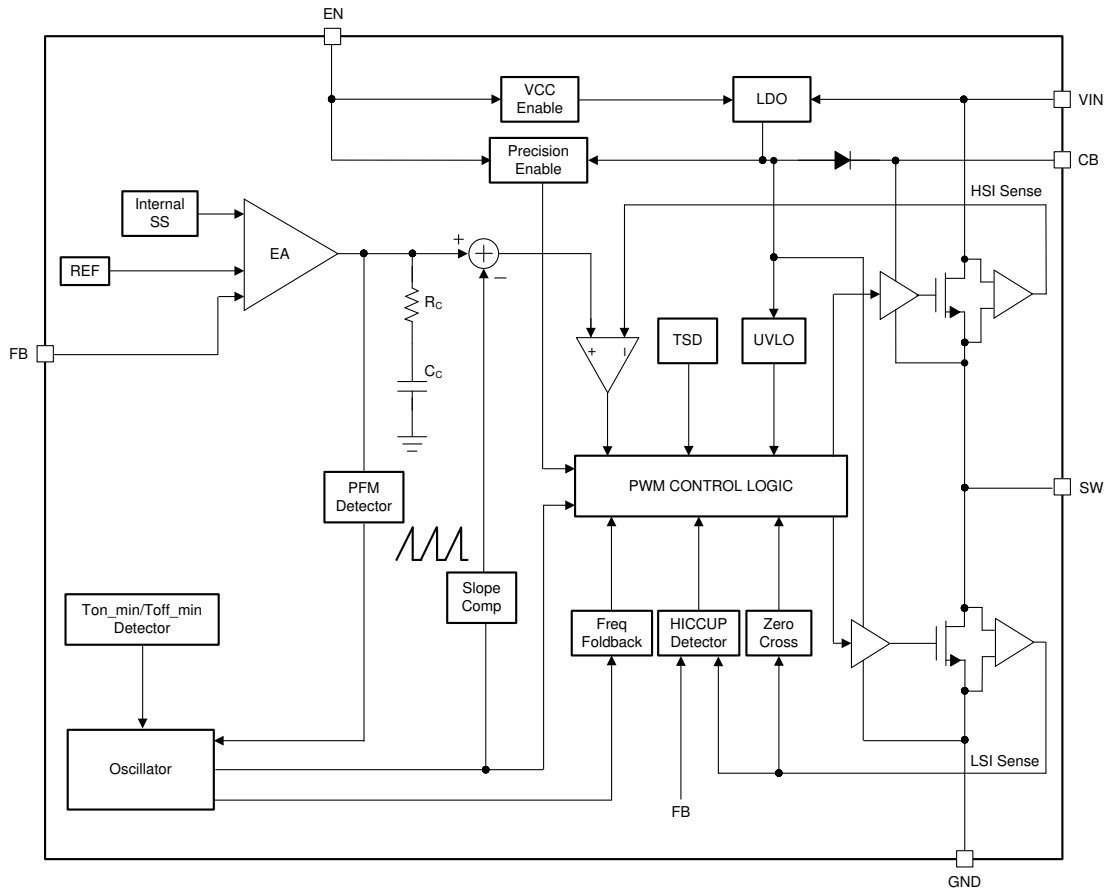 EN
VCC
Enable
LDO
VIN
Precision
Enable
CB
HSI Sense
Internal
SS
EA
+
+
−
REF
RC
FB
TSD
UVLO
+
−
CC
PFM
Detector
PWM CONTROL LOGIC
SW
Slope
Comp
Ton_min/Toff_min
Detector
Freq
Foldback
HICCUP
Detector
Zero
Cross
Oscillator
LSI Sense
FB
GND